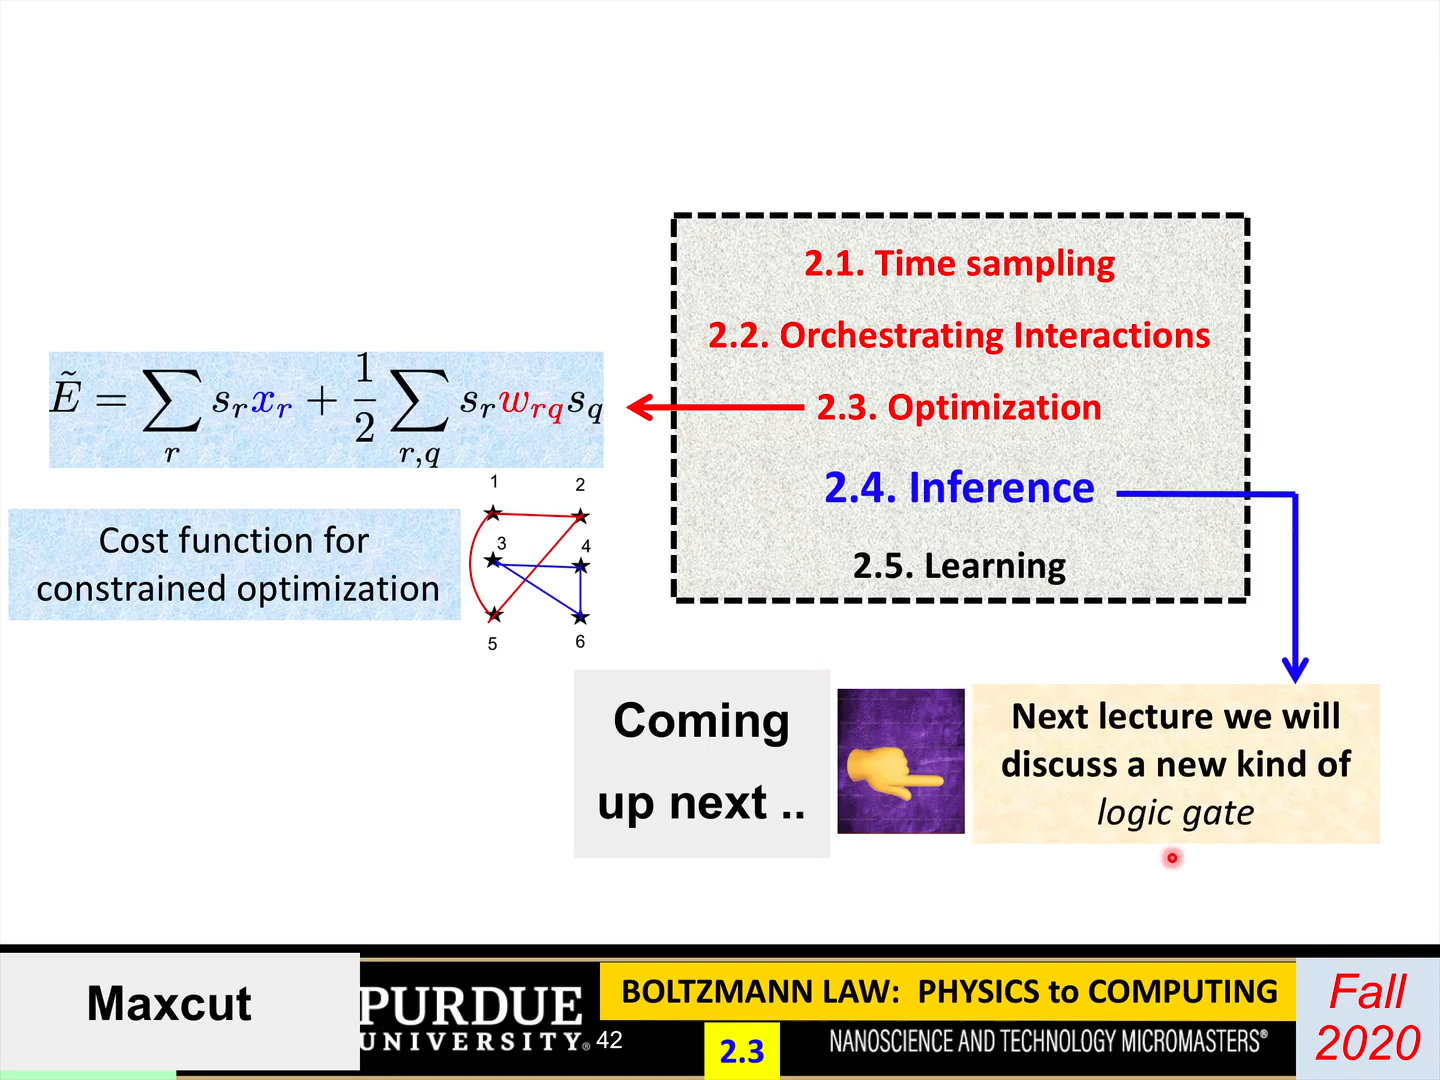 2.1. Time sampling
2.2. Orchestrating Interactions
2.3. Optimization
2.4. Inference
2.5. Learning
Ẽ = ∑_r s_r x_r + 1/2 ∑_{r,q} s_r w_{rq} s_q
Cost function for
constrained optimization
1 2
3 4
5 6
Coming
up next ..
Next lecture we will
discuss a new kind of
logic gate
Maxcut
PURDUE
UNIVERSITY® 42
BOLTZMANN LAW: PHYSICS to COMPUTING
2.3
NANOSCIENCE AND TECHNOLOGY MICROMASTERS®
Fall
2020